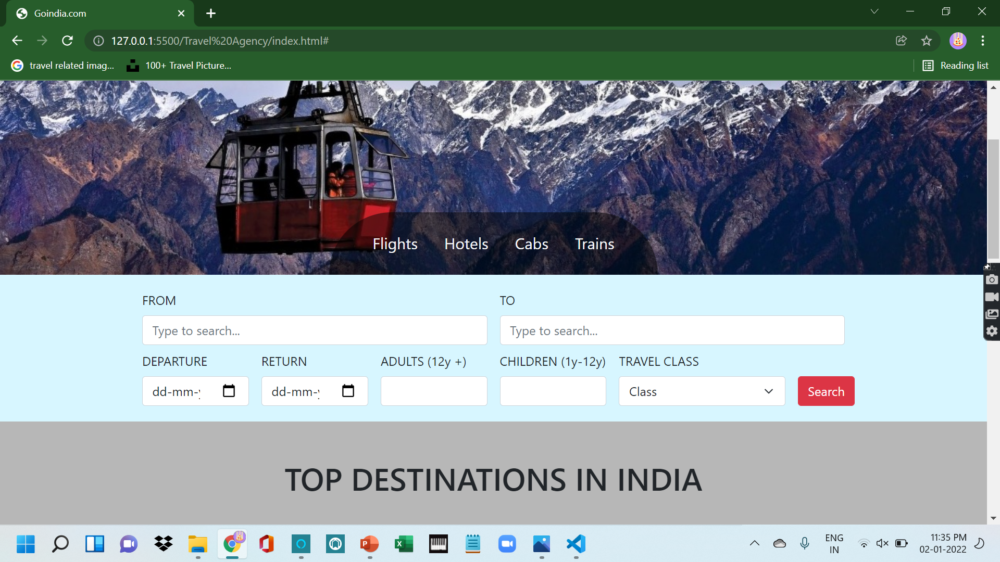 Goindia.com
127.0.0.1:5500/Travel%20Agency/index.html#
travel related imag... 100+ Travel Picture... Reading list
Flights Hotels Cabs Trains
FROM TO
Type to search... Type to search...
DEPARTURE RETURN ADULTS (12y +) CHILDREN (1y-12y) TRAVEL CLASS
dd-mm-y dd-mm-y Class Search
TOP DESTINATIONS IN INDIA
ENG 11:35 PM
IN 02-01-2022